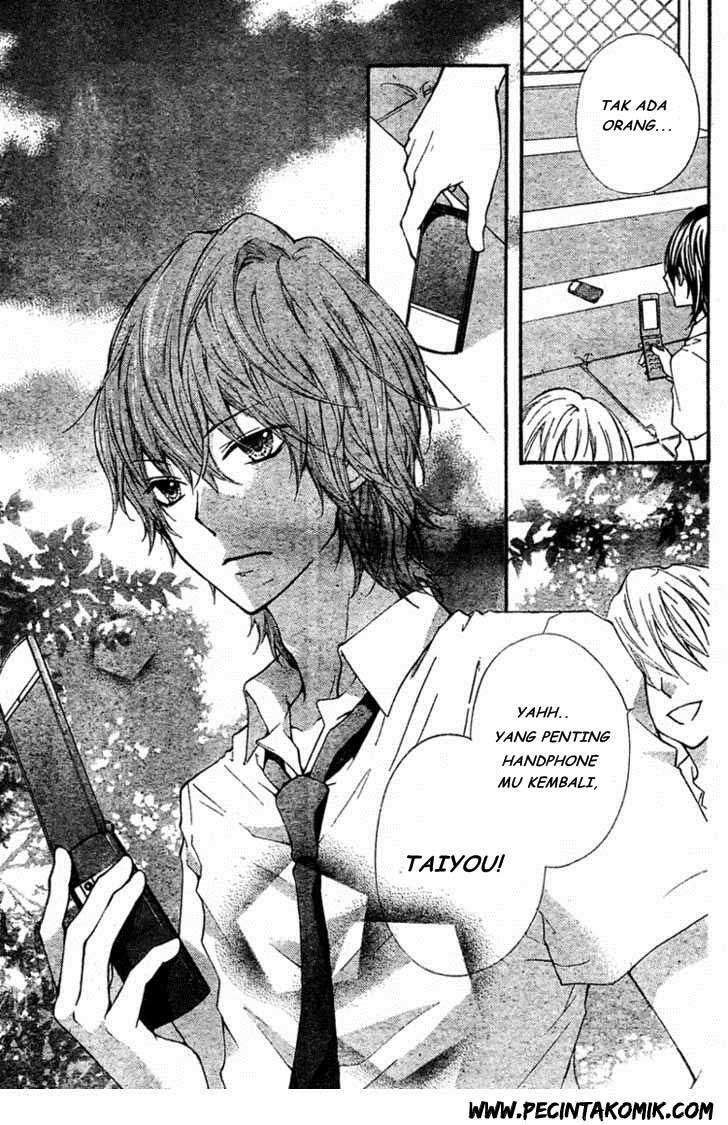 TAK ADA
ORANG...
YAHH..
YANG PENTING
HANDPHONE
MU KEMBALI,
TAIYOU!
WWW.PECINTAKOMIK.COM